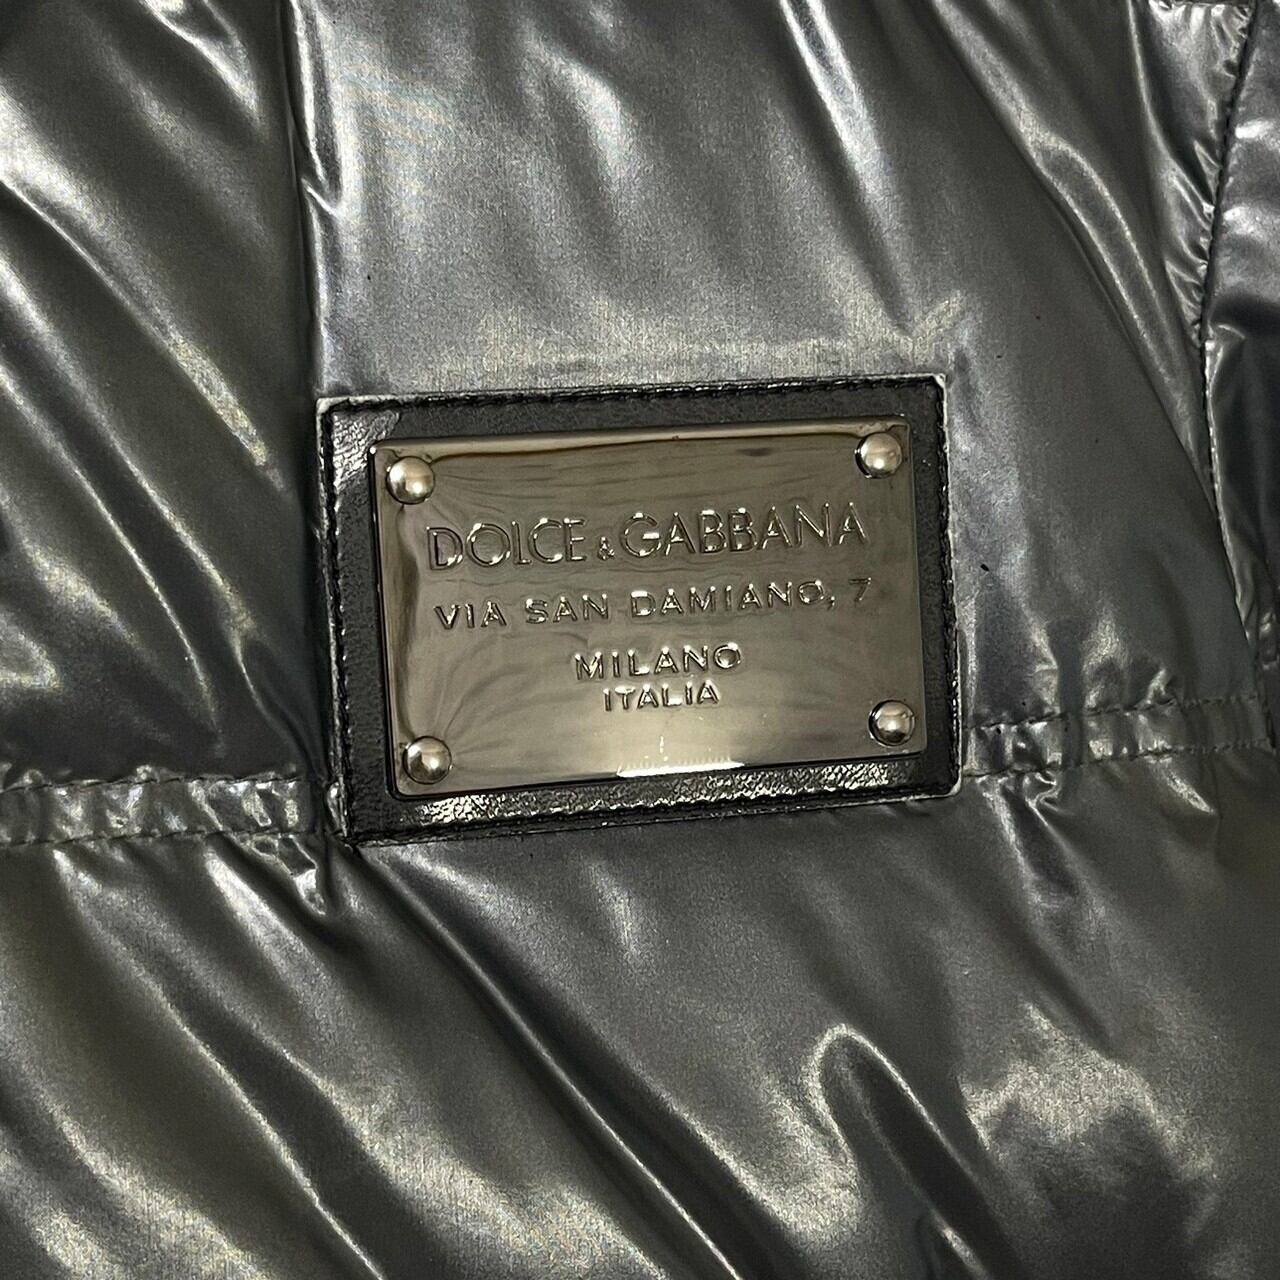 DOLCE & GABBANA
VIA SAN DAMIANO, 7
MILANO
ITALIA